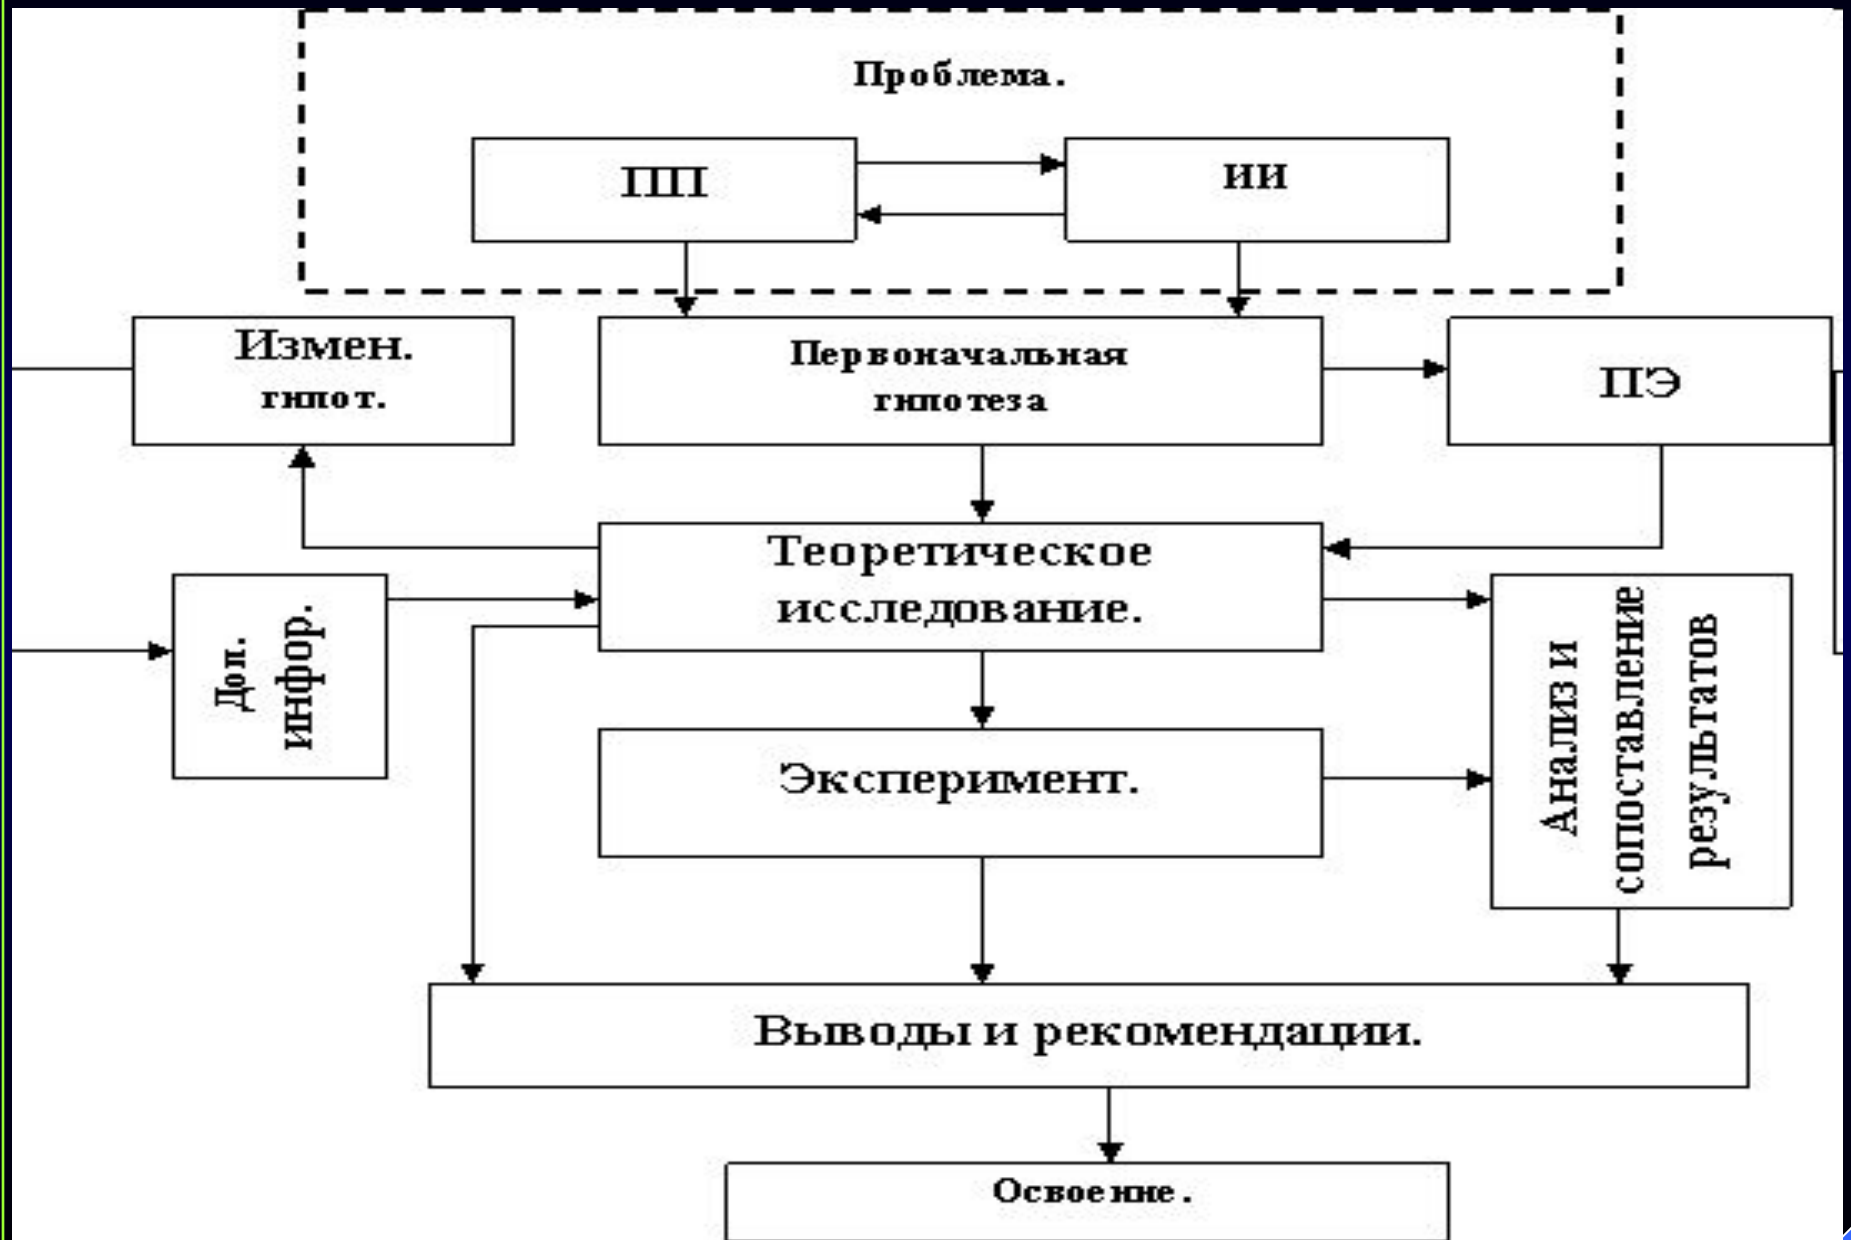 Проблема.
ПП
ИИ
Измен.
гипот.
Первоначальная
гипотеза
ПЭ
Теоретическое
исследование.
Доп.
инфор.
Анализ и
сопоставление
результатов
Эксперимент.
Выводы и рекомендации.
Освоение.